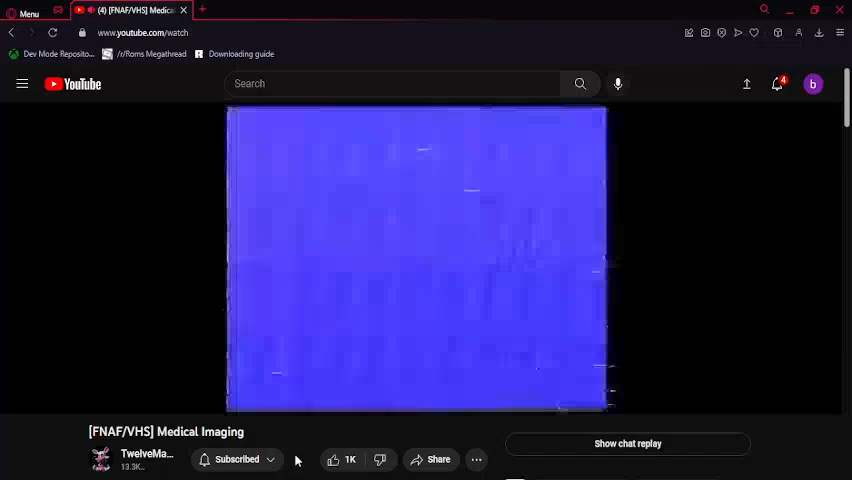 Menu
(4) [FNAF/VHS] Medica
www.youtube.com/watch
Dev Mode Reposito...
/r/Roms Megathread
Downloading guide
YouTube
Search
4
b
[FNAF/VHS] Medical Imaging
Show chat replay
TwelveMa...
13.3K...
Subscribed
1K
Share